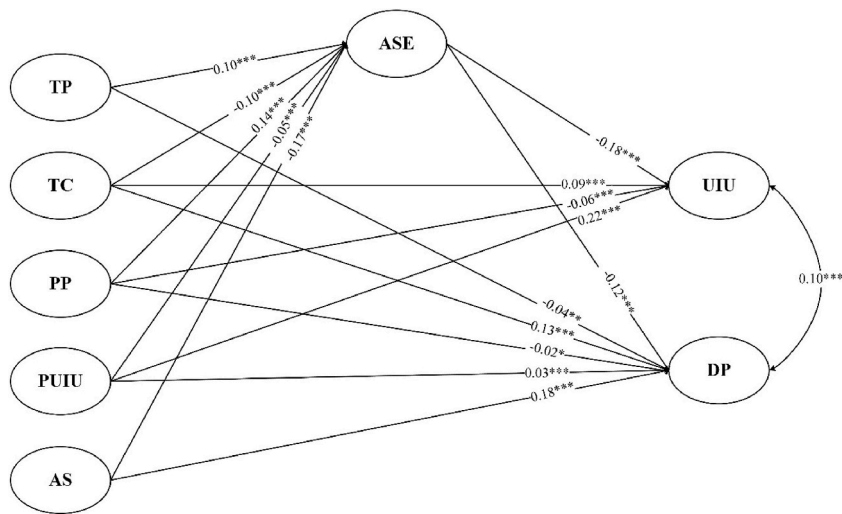 ASE
TP
0.10***
-0.10***
0.14***
-0.05***
-0.17***
-0.18***
TC
0.09***
UIU
-0.06***
0.22***
PP
-0.12***
0.10***
-0.04**
0.13***
-0.02*
PUIU
0.03***
DP
0.18***
AS